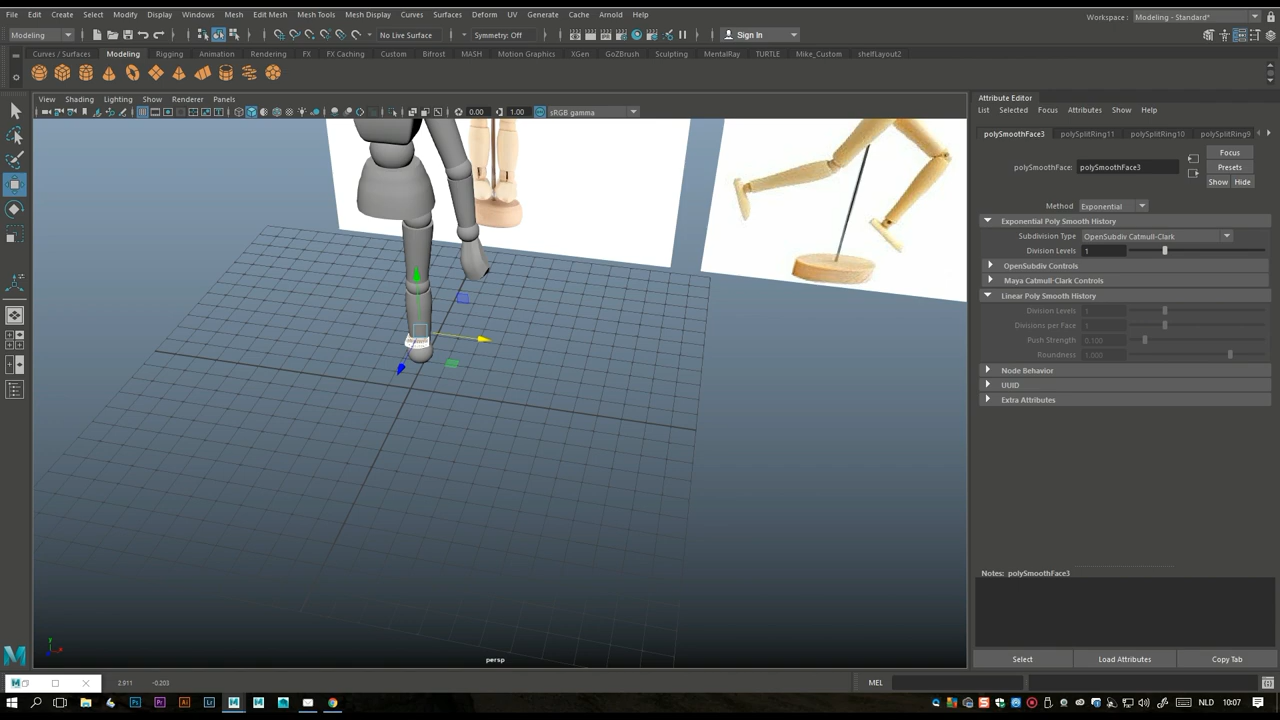 File Edit Create Select Modify Display Windows Mesh Edit Mesh Mesh Tools Mesh Display Curves Surfaces Deform UV Generate Cache Arnold Help
Workspace : Modeling - Standard*
Modeling No Live Surface Symmetry: Off Sign In
Curves / Surfaces Modeling Rigging Animation Rendering FX FX Caching Custom Bifrost MASH Motion Graphics XGen GoZBrush Sculpting MentalRay TURTLE Mike_Custom shelfLayout2
View Shading Lighting Show Renderer Panels
0.00 1.00 sRGB gamma
persp
Attribute Editor
List Selected Focus Attributes Show Help
polySmoothFace3 polySplitRing11 polySplitRing10 polySplitRing9
Focus
polySmoothFace: polySmoothFace3 Presets
Show Hide
Method Exponential
Exponential Poly Smooth History
Subdivision Type OpenSubdiv Catmull-Clark
Division Levels 1
OpenSubdiv Controls
Maya Catmull-Clark Controls
Linear Poly Smooth History
Division Levels 1
Divisions per Face 1
Push Strength 0.100
Roundness 1.000
Node Behavior
UUID
Extra Attributes
Notes: polySmoothFace3
Select Load Attributes Copy Tab
2.911 -0.203 MEL
NLD 10:07